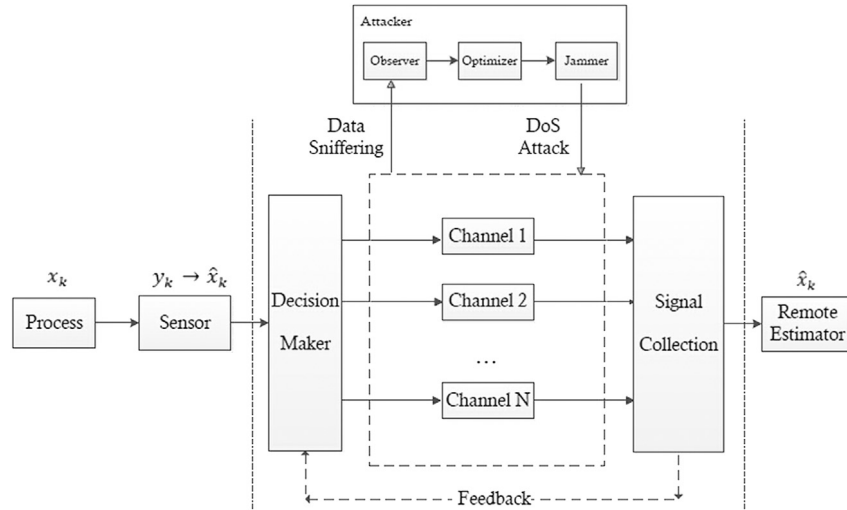 Attacker
Observer
Optimizer
Jammer
Data
Sniffering
DoS
Attack
Channel 1
Channel 2
...
Channel N
x_k
Process
y_k → x̂_k
Sensor
Decision
Maker
Signal
Collection
x̂_k
Remote
Estimator
Feedback